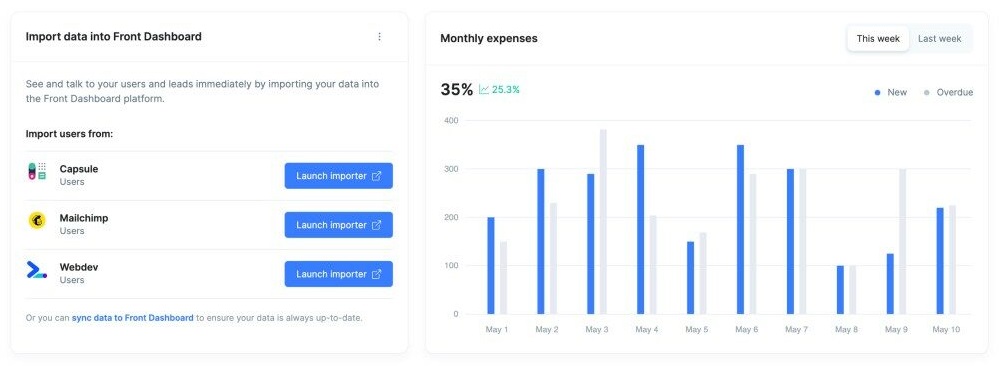 Import data into Front Dashboard
See and talk to your users and leads immediately by importing your data into
the Front Dashboard platform.
Import users from:
Capsule
Users
Launch importer
Mailchimp
Users
Launch importer
Webdev
Users
Launch importer
Or you can sync data to Front Dashboard to ensure your data is always up-to-date.
Monthly expenses
This week Last week
35% 25.3%
New Overdue
400
300
200
100
0
May 1 May 2 May 3 May 4 May 5 May 6 May 7 May 8 May 9 May 10